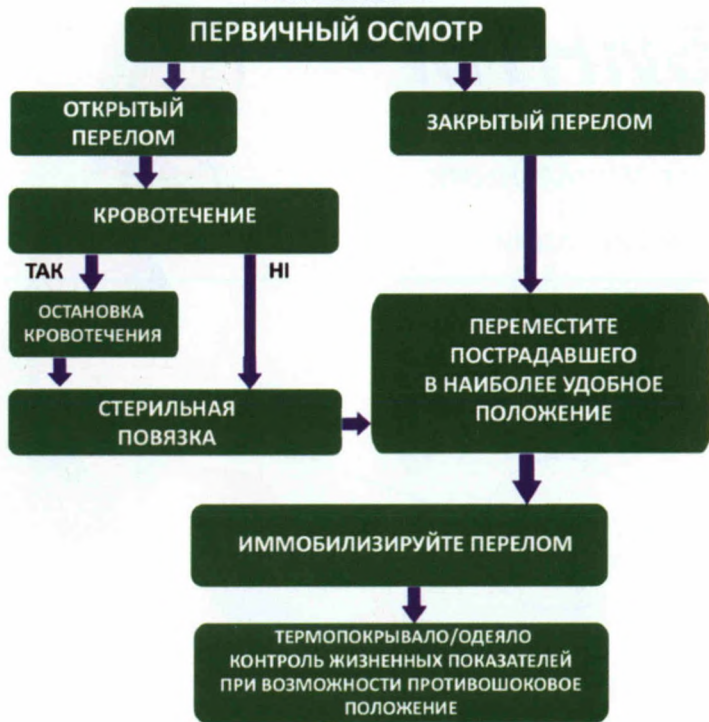 ПЕРВИЧНЫЙ ОСМОТР
ОТКРЫТЫЙ
ПЕРЕЛОМ
ЗАКРЫТЫЙ ПЕРЕЛОМ
КРОВОТЕЧЕНИЕ
ТАК
НІ
ОСТАНОВКА
КРОВОТЕЧЕНИЯ
ПЕРЕМЕСТИТЕ
ПОСТРАДАВШЕГО
В НАИБОЛЕЕ УДОБНОЕ
ПОЛОЖЕНИЕ
СТЕРИЛЬНАЯ
ПОВЯЗКА
ИММОБИЛИЗИРУЙТЕ ПЕРЕЛОМ
ТЕРМОПОКРЫВАЛО/ОДЕЯЛО
КОНТРОЛЬ ЖИЗНЕННЫХ ПОКАЗАТЕЛЕЙ
ПРИ ВОЗМОЖНОСТИ ПРОТИВОШОКОВОЕ
ПОЛОЖЕНИЕ